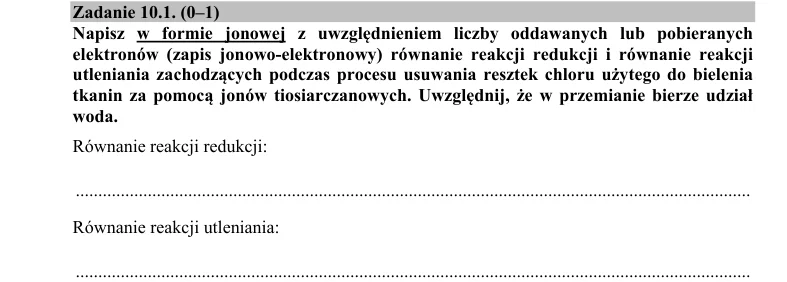 Zadanie 10.1. (0–1)
Napisz w formie jonowej z uwzględnieniem liczby oddawanych lub pobieranych
elektronów (zapis jonowo-elektronowy) równanie reakcji redukcji i równanie reakcji
utleniania zachodzących podczas procesu usuwania resztek chloru użytego do bielenia
tkanin za pomocą jonów tiosiarczanowych. Uwzględnij, że w przemianie bierze udział
woda.
Równanie reakcji redukcji:
Równanie reakcji utleniania: